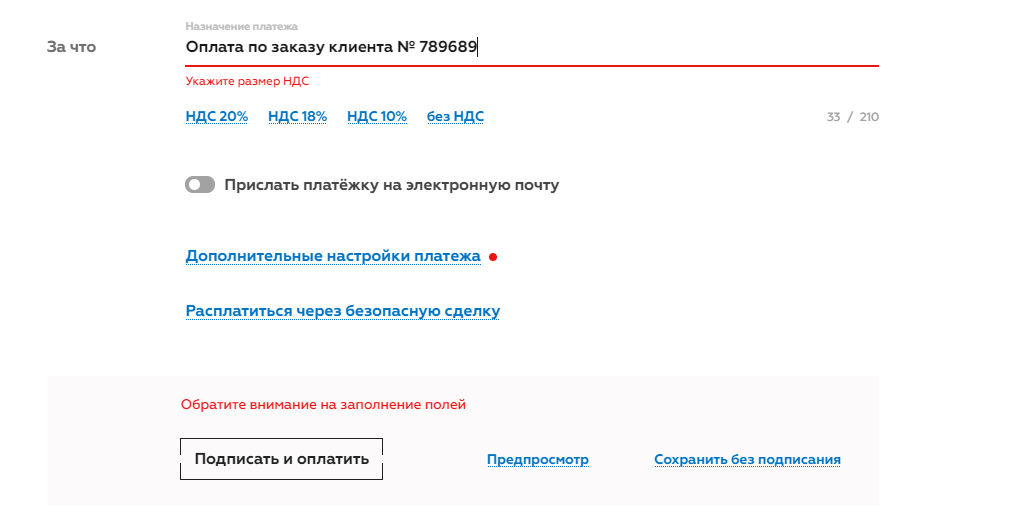 Назначение платежа
За что
Оплата по заказу клиента № 789689
Укажите размер НДС
НДС 20% НДС 18% НДС 10% без НДС 33 / 210
Прислать платёжку на электронную почту
Дополнительные настройки платежа
Расплатиться через безопасную сделку
Обратите внимание на заполнение полей
Подписать и оплатить Предпросмотр Сохранить без подписания